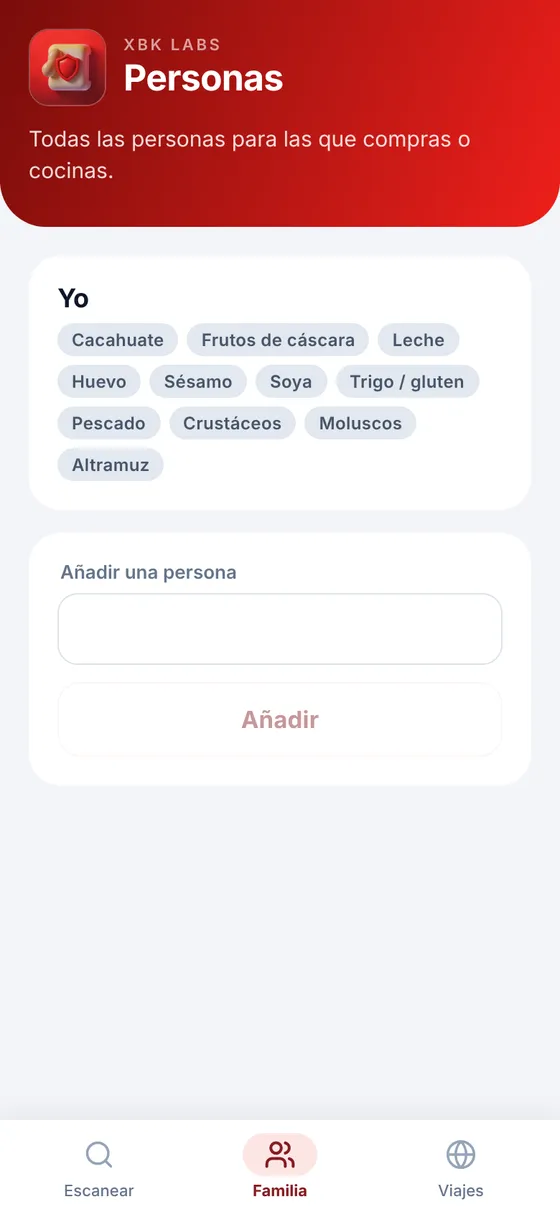 XBK LABS
Personas
Todas las personas para las que compras o
cocinas.
Yo
Cacahuate Frutos de cáscara Leche
Huevo Sésamo Soya Trigo / gluten
Pescado Crustáceos Moluscos
Altramuz
Añadir una persona
Añadir
Escanear Familia Viajes